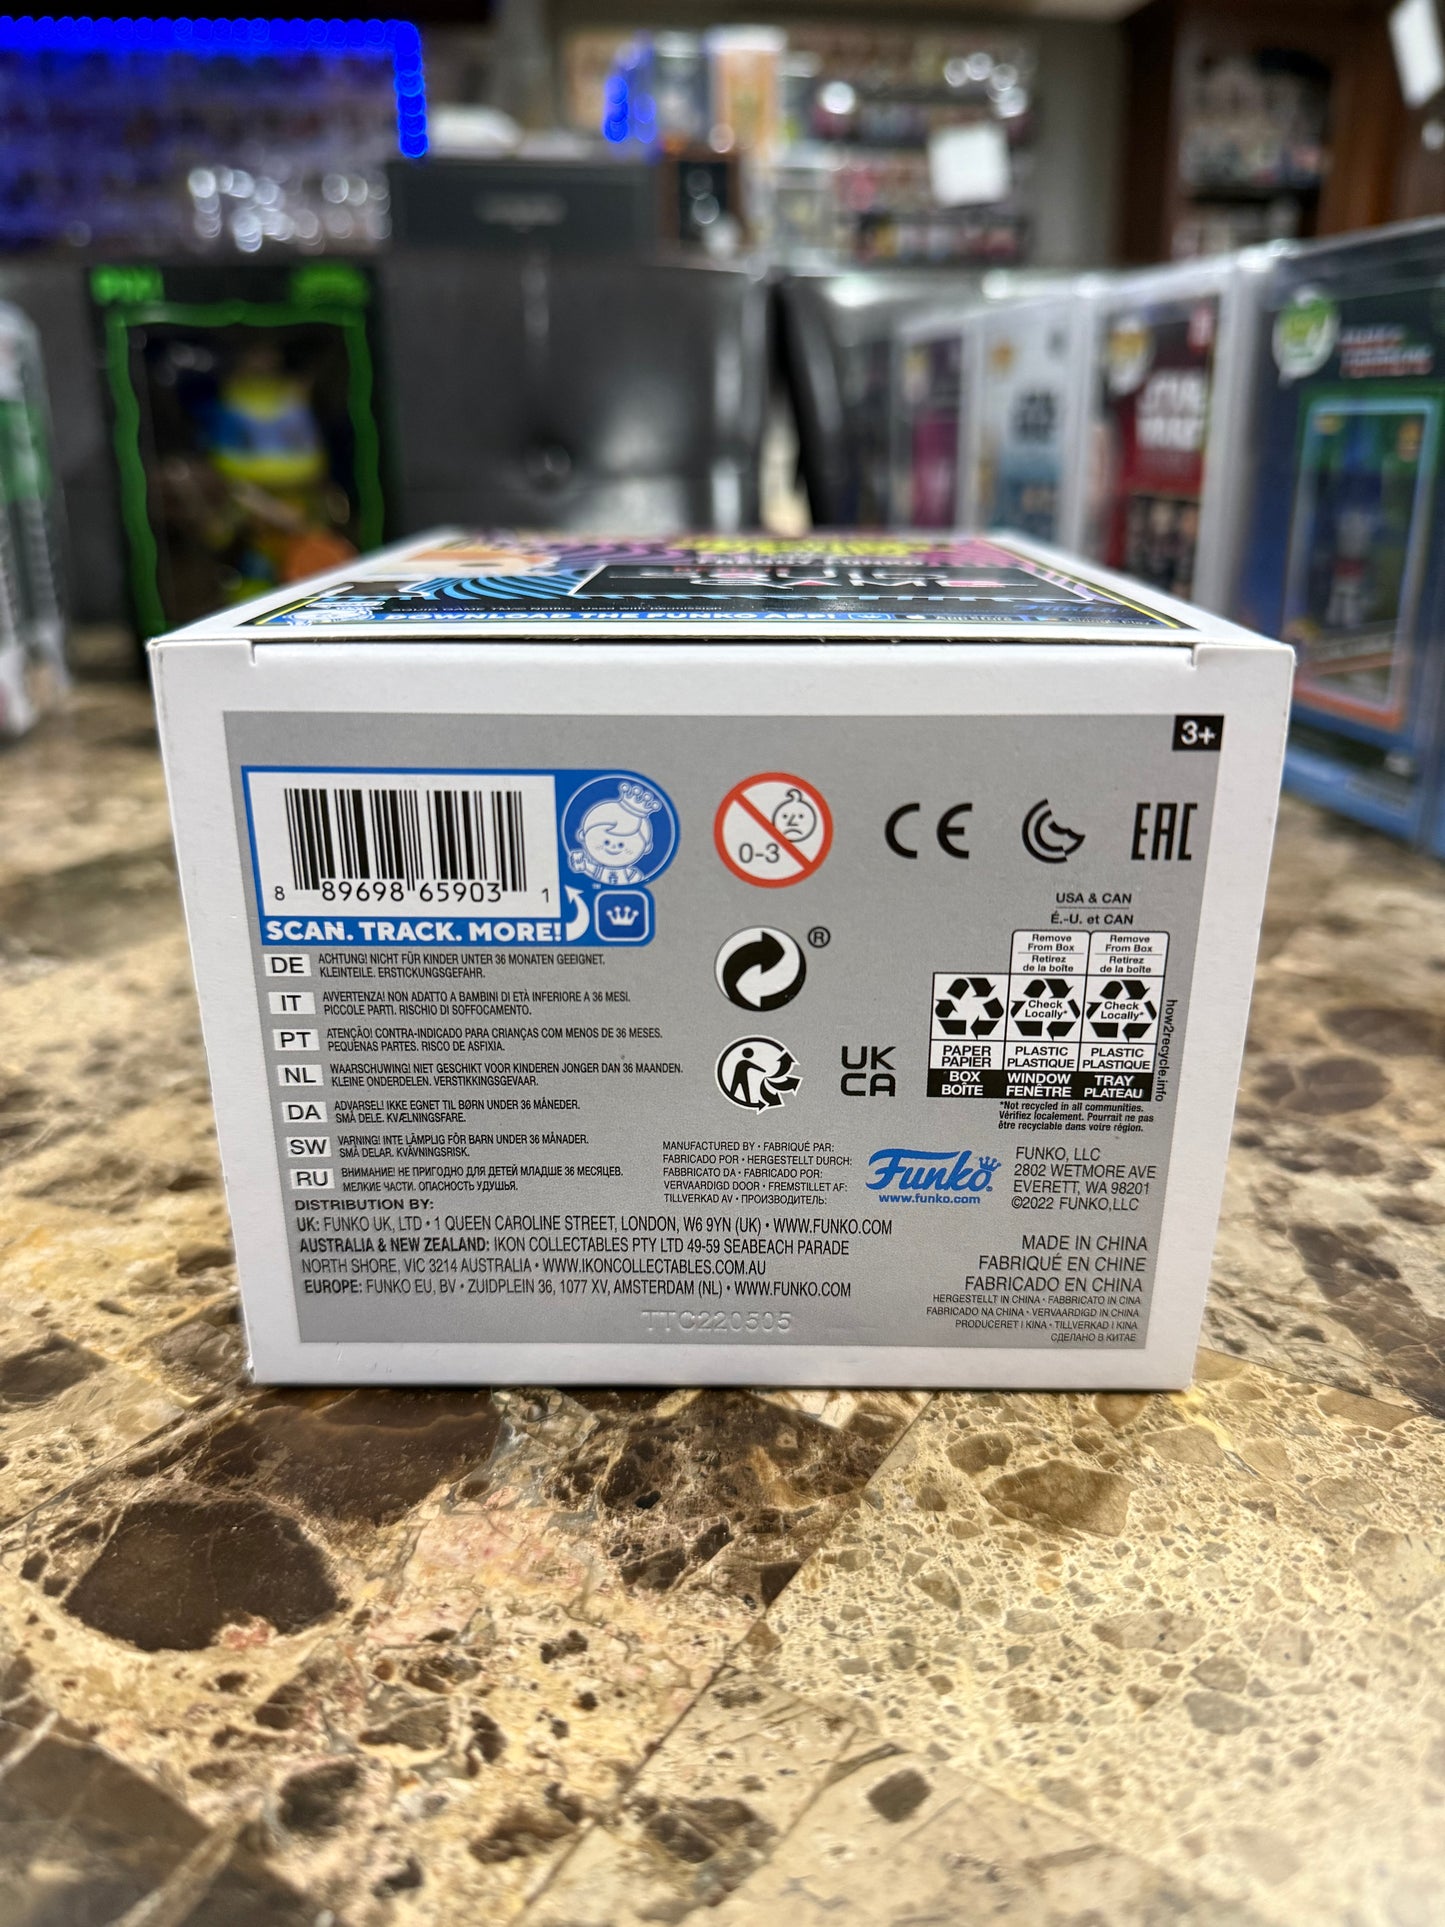 SQUID GAME TM/© Netflix. Used with permission.
DOWNLOAD THE FUNKO APP!
3+
8 89698 65903 1
SCAN. TRACK. MORE!
™
0-3
CE
EAC
®
UK
CA
USA & CAN
É.-U. et CAN
Remove From Box
Retirez de la boîte
Remove From Box
Retirez de la boîte
Check Locally*
Check Locally*
PAPER
PAPIER
PLASTIC
PLASTIQUE
PLASTIC
PLASTIQUE
BOX
BOÎTE
WINDOW
FENÊTRE
TRAY
PLATEAU
how2recycle.info
*Not recycled in all communities.
Vérifiez localement. Pourrait ne pas
être recyclable dans votre région.
DE ACHTUNG! NICHT FÜR KINDER UNTER 36 MONATEN GEEIGNET.
KLEINTEILE. ERSTICKUNGSGEFAHR.
IT AVVERTENZA! NON ADATTO A BAMBINI DI ETÀ INFERIORE A 36 MESI.
PICCOLE PARTI. RISCHIO DI SOFFOCAMENTO.
PT ATENÇÃO! CONTRA-INDICADO PARA CRIANÇAS COM MENOS DE 36 MESES.
PEQUENAS PARTES. RISCO DE ASFIXIA.
NL WAARSCHUWING! NIET GESCHIKT VOOR KINDEREN JONGER DAN 36 MAANDEN.
KLEINE ONDERDELEN. VERSTIKKINGSGEVAAR.
DA ADVARSEL! IKKE EGNET TIL BØRN UNDER 36 MÅNEDER.
SMÅ DELE. KVÆLNINGSFARE.
SW VARNING! INTE LÄMPLIG FÖR BARN UNDER 36 MÅNADER.
SMÅ DELAR. KVÄVNINGSRISK.
RU ВНИМАНИЕ! НЕ ПРИГОДНО ДЛЯ ДЕТЕЙ МЛАДШЕ 36 МЕСЯЦЕВ.
МЕЛКИЕ ЧАСТИ. ОПАСНОСТЬ УДУШЬЯ.
MANUFACTURED BY • FABRIQUÉ PAR:
FABRICADO POR • HERGESTELLT DURCH:
FABBRICATO DA • FABRICADO POR:
VERVAARDIGD DOOR • FREMSTILLET AF:
TILLVERKAD AV • ПРОИЗВОДИТЕЛЬ:
Funko
www.funko.com
FUNKO, LLC
2802 WETMORE AVE
EVERETT, WA 98201
©2022 FUNKO,LLC
DISTRIBUTION BY:
UK: FUNKO UK, LTD • 1 QUEEN CAROLINE STREET, LONDON, W6 9YN (UK) • WWW.FUNKO.COM
AUSTRALIA & NEW ZEALAND: IKON COLLECTABLES PTY LTD 49-59 SEABEACH PARADE
NORTH SHORE, VIC 3214 AUSTRALIA • WWW.IKONCOLLECTABLES.COM.AU
EUROPE: FUNKO EU, BV • ZUIDPLEIN 36, 1077 XV, AMSTERDAM (NL) • WWW.FUNKO.COM
MADE IN CHINA
FABRIQUÉ EN CHINE
FABRICADO EN CHINA
HERGESTELLT IN CHINA • FABBRICATO IN CINA
FABRICADO NA CHINA • VERVAARDIGD IN CHINA
PRODUCERET I KINA • TILLVERKAD I KINA
СДЕЛАНО В КИТАЕ
TTC220505